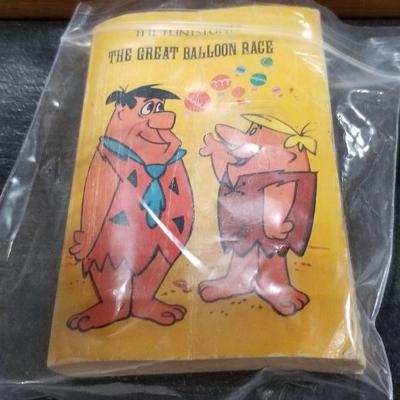 THE FLINTSTONES
THE GREAT BALLOON RACE